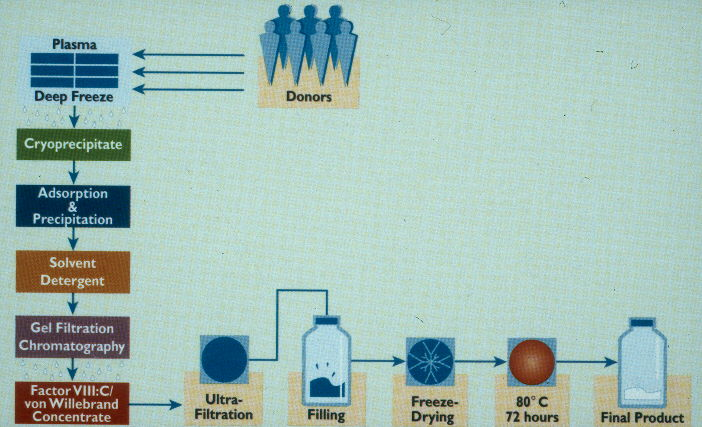 Plasma
Deep Freeze
Donors
Cryoprecipitate
Adsorption
&
Precipitation
Solvent
Detergent
Gel Filtration
Chromatography
Factor VIII:C/
von Willebrand
Concentrate
Ultra-
Filtration
Filling
Freeze-
Drying
80° C
72 hours
Final Product